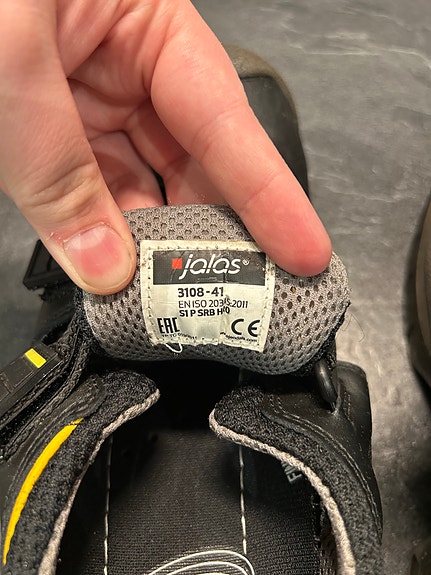 jalas®
3108-41
EN ISO 20345:2011
S1 P SRB HRO
EAC CE